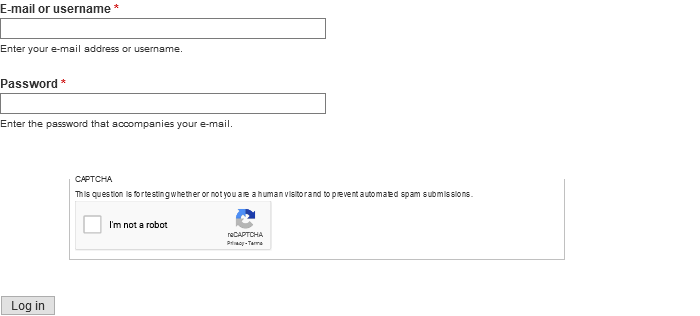 E-mail or username *
Enter your e-mail address or username.
Password *
Enter the password that accompanies your e-mail.
CAPTCHA
This question is for testing whether or not you are a human visitor and to prevent automated spam submissions.
I'm not a robot
reCAPTCHA
Privacy - Terms
Log in